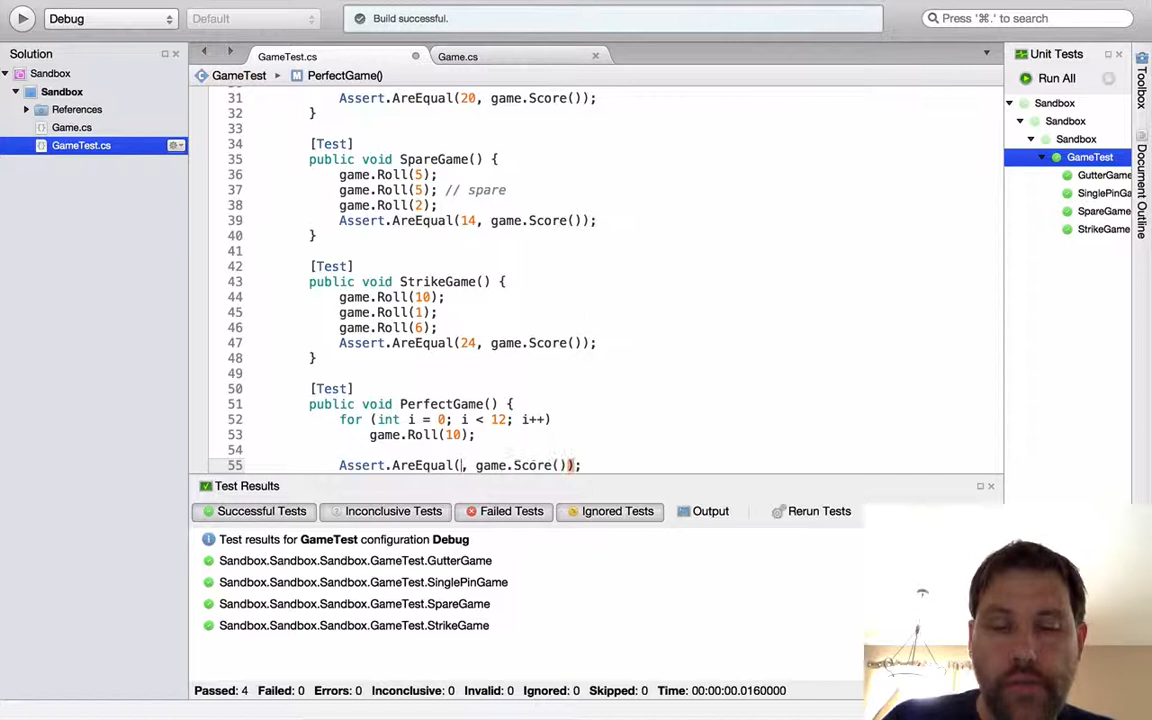 Debug
Default
Build successful.
Press '⌘.' to search
Solution
GameTest.cs
Game.cs
Unit Tests
Toolbox
Sandbox
GameTest
PerfectGame()
Run All
Sandbox
References
Game.cs
GameTest.cs
Document Outline
Sandbox
Sandbox
Sandbox
GameTest
GutterGame
SinglePinGa
SpareGame
StrikeGame
31 Assert.AreEqual(20, game.Score());
32 }
33
34 [Test]
35 public void SpareGame() {
36 game.Roll(5);
37 game.Roll(5); // spare
38 game.Roll(2);
39 Assert.AreEqual(14, game.Score());
40 }
41
42 [Test]
43 public void StrikeGame() {
44 game.Roll(10);
45 game.Roll(1);
46 game.Roll(6);
47 Assert.AreEqual(24, game.Score());
48 }
49
50 [Test]
51 public void PerfectGame() {
52 for (int i = 0; i < 12; i++)
53 game.Roll(10);
54
55 Assert.AreEqual(, game.Score());
Test Results
Successful Tests
Inconclusive Tests
Failed Tests
Ignored Tests
Output
Rerun Tests
Test results for GameTest configuration Debug
Sandbox.Sandbox.Sandbox.GameTest.GutterGame
Sandbox.Sandbox.Sandbox.GameTest.SinglePinGame
Sandbox.Sandbox.Sandbox.GameTest.SpareGame
Sandbox.Sandbox.Sandbox.GameTest.StrikeGame
Passed: 4 Failed: 0 Errors: 0 Inconclusive: 0 Invalid: 0 Ignored: 0 Skipped: 0 Time: 00:00:00.0160000